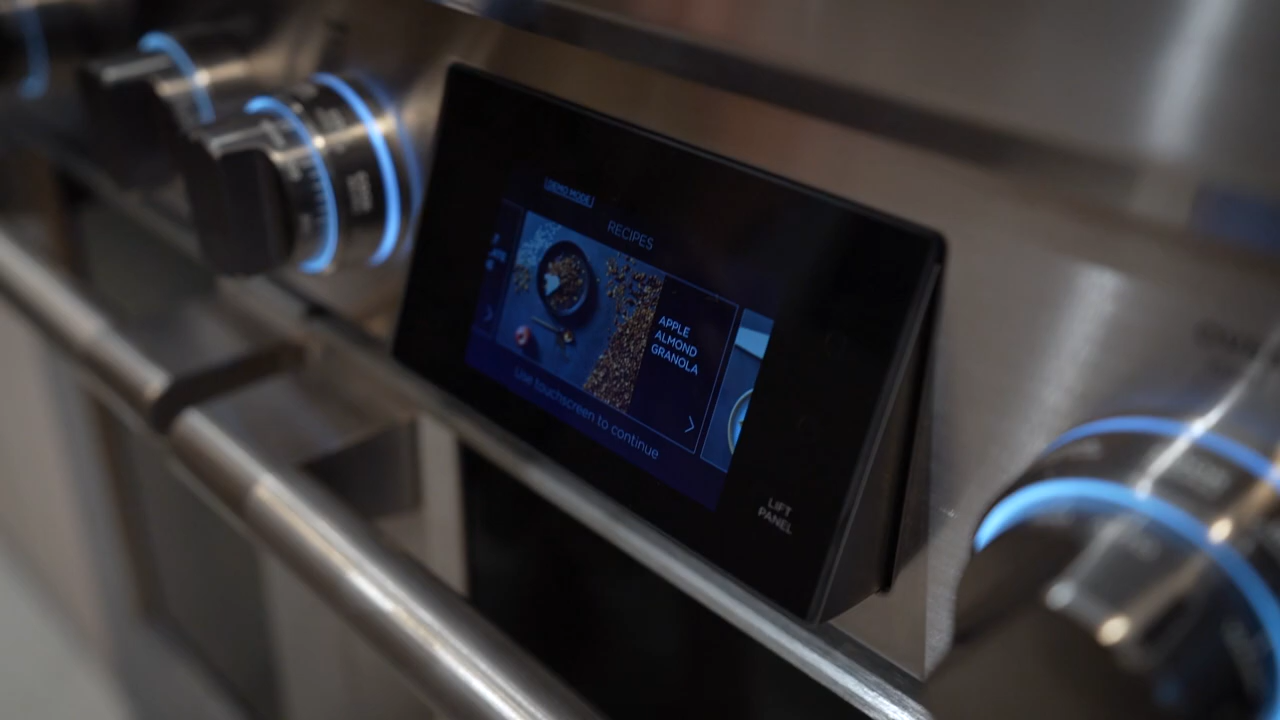 DEMO MODE
RECIPES
APPLE
ALMOND
GRANOLA
Use touchscreen to continue
LIFT
PANEL